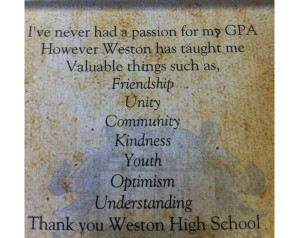 I've never had a passion for my GPA
However Weston has taught me
Valuable things such as,
Friendship
Unity
Community
Kindness
Youth
Optimism
Understanding
Thank you Weston High School